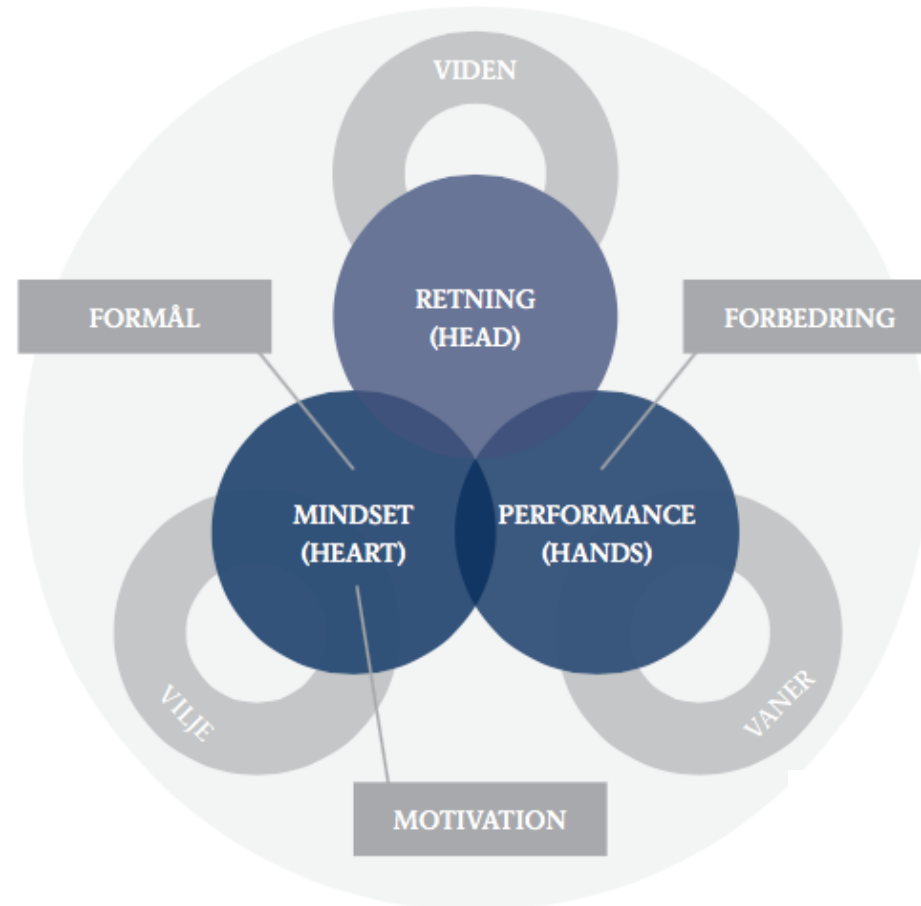 VIDEN
RETNING
(HEAD)
FORMÅL
FORBEDRING
MINDSET
(HEART)
PERFORMANCE
(HANDS)
VILJE
VANER
MOTIVATION